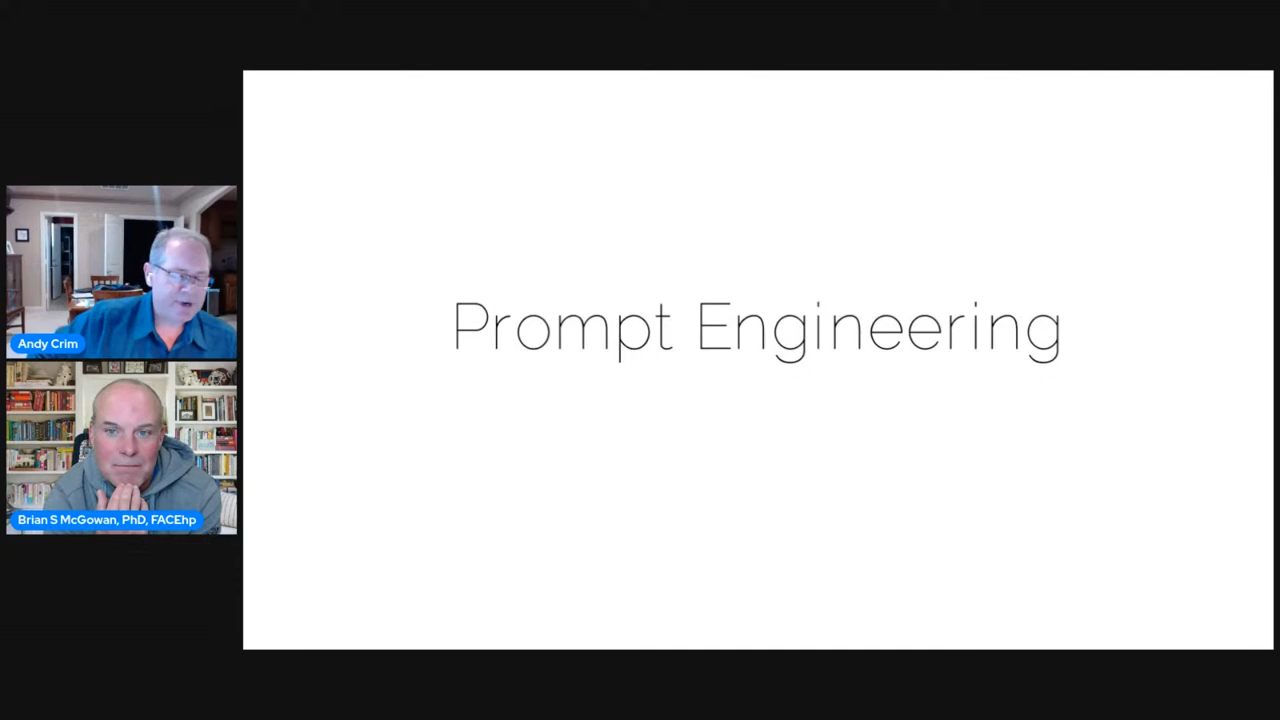 Andy Crim
Brian S McGowan, PhD, FACEhp
Prompt Engineering